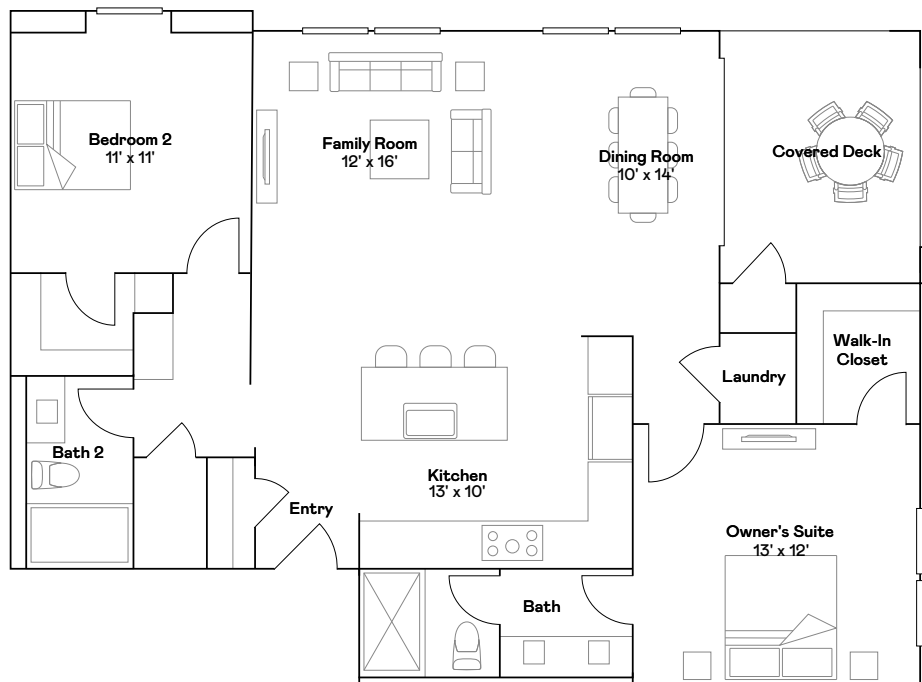 Bedroom 2
11' x 11'
Family Room
12' x 16'
Dining Room
10' x 14'
Covered Deck
Walk-In
Closet
Laundry
Bath 2
Kitchen
13' x 10'
Entry
Owner's Suite
13' x 12'
Bath